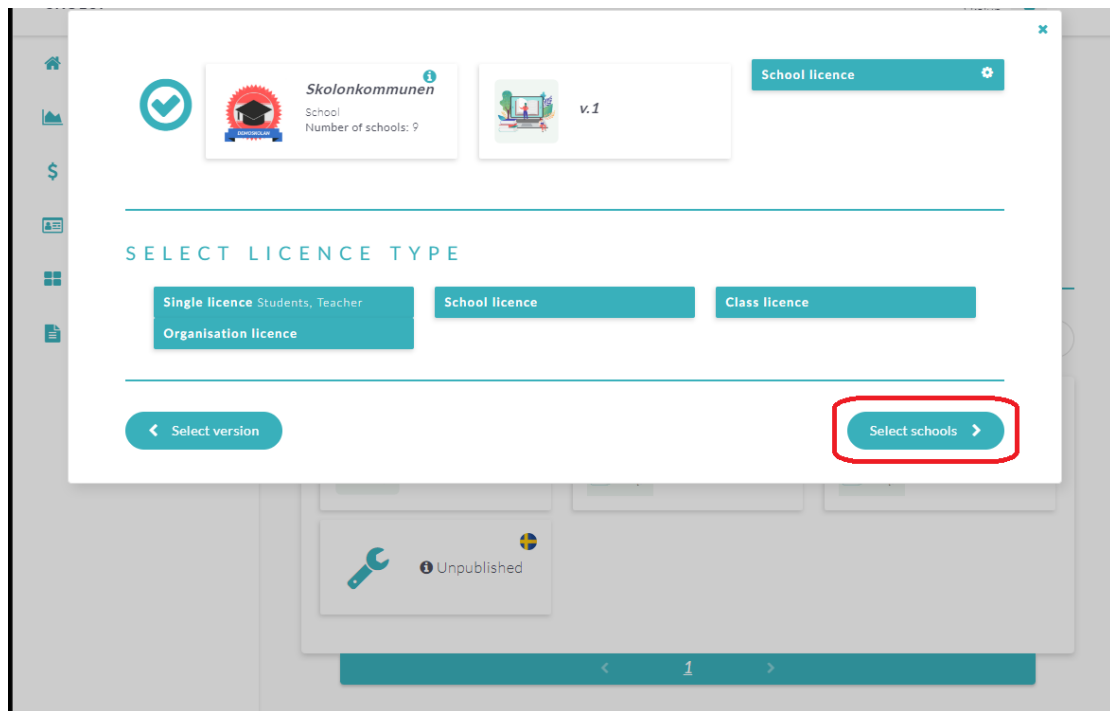 Skolonkommunen
School
Number of schools: 9
DEMOSKOLAN
v.1
School licence
SELECT LICENCE TYPE
Single licence Students, Teacher
School licence
Class licence
Organisation licence
Select version
Select schools
Unpublished
1